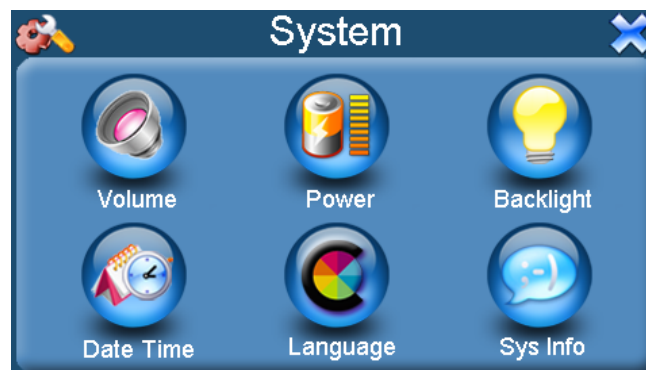 System
Volume
Power
Backlight
Date Time
Language
Sys Info